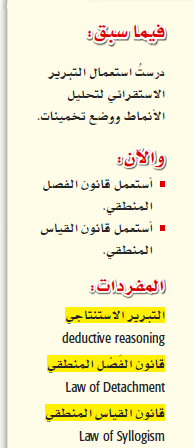 فيما سبق:
درستُ استعمال التبرير
الاستقرائي لتحليل
الأنماط ووضع تخمينات.
والآن:
■ أستعمل قانون الفصل
المنطقي.
■ أستعمل قانون القياس
المنطقي.
المفردات:
التبرير الاستنتاجي
deductive reasoning
قانون الفَصْل المنطقي
Law of Detachment
قانون القياس المنطقي
Law of Syllogism